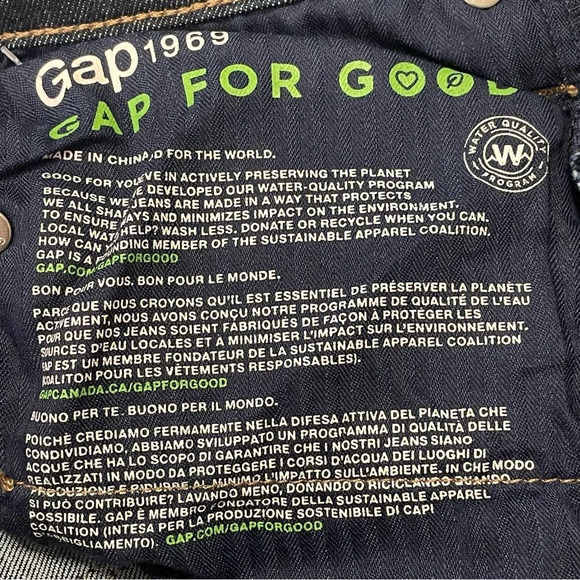 Gap 1969
GAP FOR GOOD
WATER QUALITY PROGRAM
W
MADE IN CHINA D FOR THE WORLD.
GOOD FOR YO VE IN ACTIVELY PRESERVING THE PLANET
BECAUSE WE E DEVELOPED OUR WATER-QUALITY PROGRAM
WE ALL SHA JEANS ARE MADE IN A WAY THAT PROTECTS
TO ENSURE AYS AND MINIMIZES IMPACT ON THE ENVIRONMENT.
LOCAL WAT HELP? WASH LESS. DONATE OR RECYCLE WHEN YOU CAN.
HOW CAN NDING MEMBER OF THE SUSTAINABLE APPAREL COALITION.
GAP IS A
GAP.COM/GAPFORGOOD
BON POUR VOUS. BON POUR LE MONDE.
PARCE QUE NOUS CROYONS QU'IL EST ESSENTIEL DE PRÉSERVER LA PLANÈTE
ACTIVEMENT, NOUS AVONS CONÇU NOTRE PROGRAMME DE QUALITÉ DE L'EAU
POUR QUE NOS JEANS SOIENT FABRIQUÉS DE FAÇON À PROTÉGER LES
SOURCES D'EAU LOCALES ET À MINIMISER L'IMPACT SUR L'ENVIRONNEMENT.
GAP EST UN MEMBRE FONDATEUR DE LA SUSTAINABLE APPAREL COALITION
(COALITON POUR LES VÊTEMENTS RESPONSABLES).
GAPCANADA.CA/GAPFORGOOD
BUONO PER TE. BUONO PER IL MONDO.
POICHÈ CREDIAMO FERMAMENTE NELLA DIFESA ATTIVA DEL PIANETA CHE
CONDIVIDIAMO, ABBIAMO SVILUPPATO UN PROGRAMMA DI QUALITÀ DELLE
ACQUE CHE HA LO SCOPO DI GARANTIRE CHE I NOSTRI JEANS SIANO
REALIZZATI IN MODO DA PROTEGGERE I CORSI D'ACQUA DEI LUOGHI DI
PRODUZIONE E RIDURRE AL MINIMO L'IMPATTO SULL'AMBIENTE. IN CHE MODO
SI PUÒ CONTRIBUIRE? LAVANDO MENO, DONANDO O RICICLANDO QUANDO
POSSIBILE. GAP È MEMBRO FONDATORE DELLA SUSTAINABLE APPAREL
COALITION (INTESA PER LA PRODUZIONE SOSTENIBILE DI CAPI
D'ABBIGLIAMENTO). GAP.COM/GAPFORGOOD